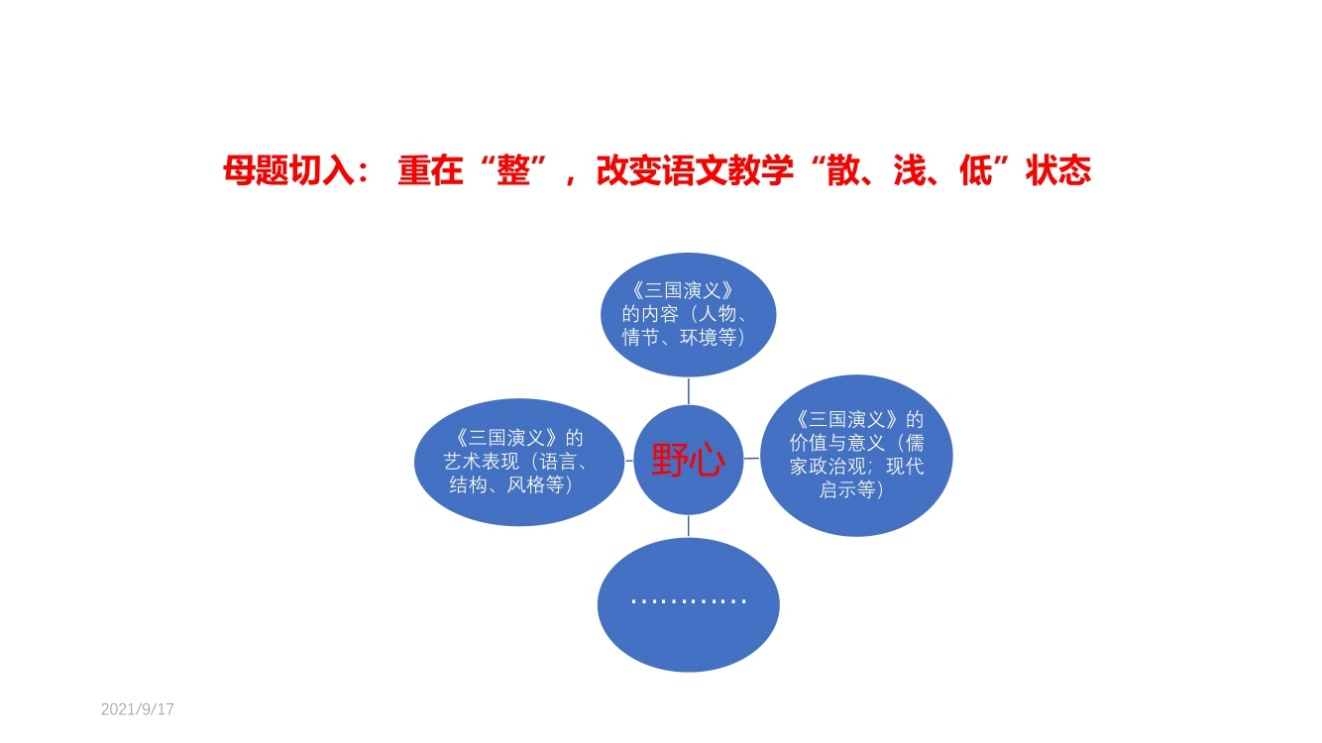 母题切入： 重在“整”，改变语文教学“散、浅、低”状态
《三国演义》
的内容（人物、
情节、环境等）
《三国演义》的
艺术表现（语言、
结构、风格等）
野心
《三国演义》的
价值与意义（儒
家政治观；现代
启示等）
…………
2021/9/17